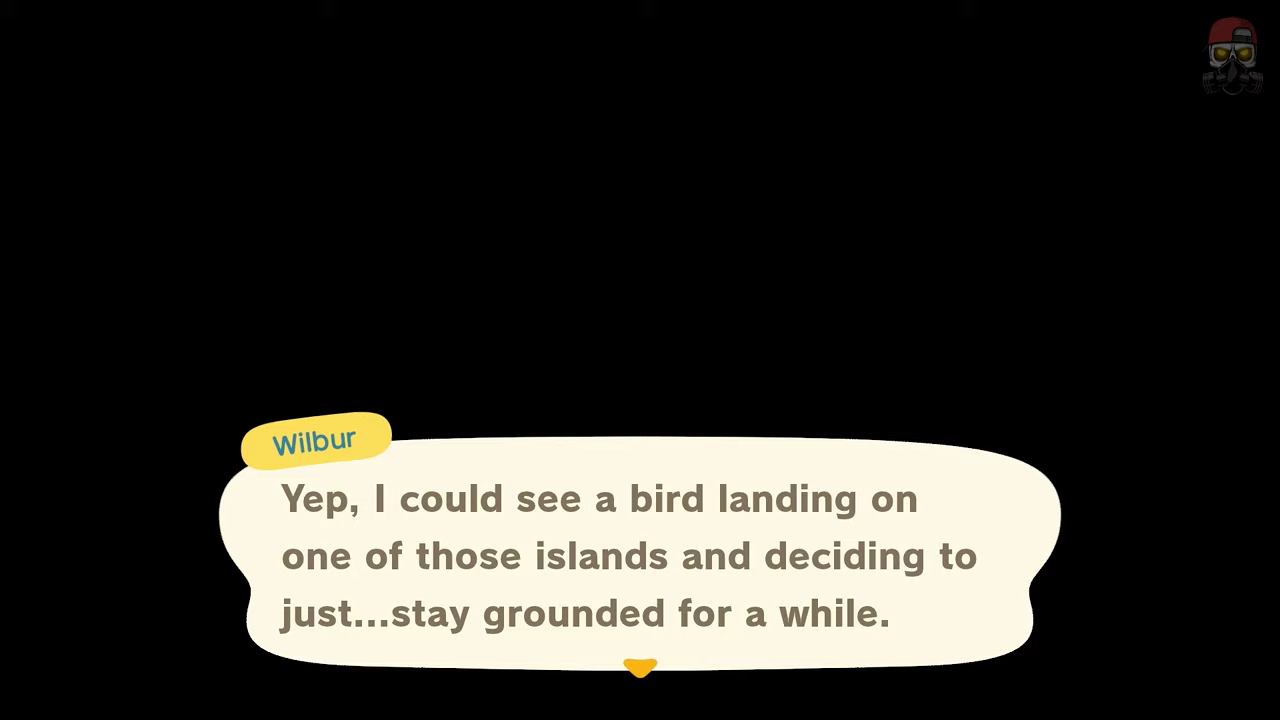 Wilbur
Yep, I could see a bird landing on
one of those islands and deciding to
just...stay grounded for a while.